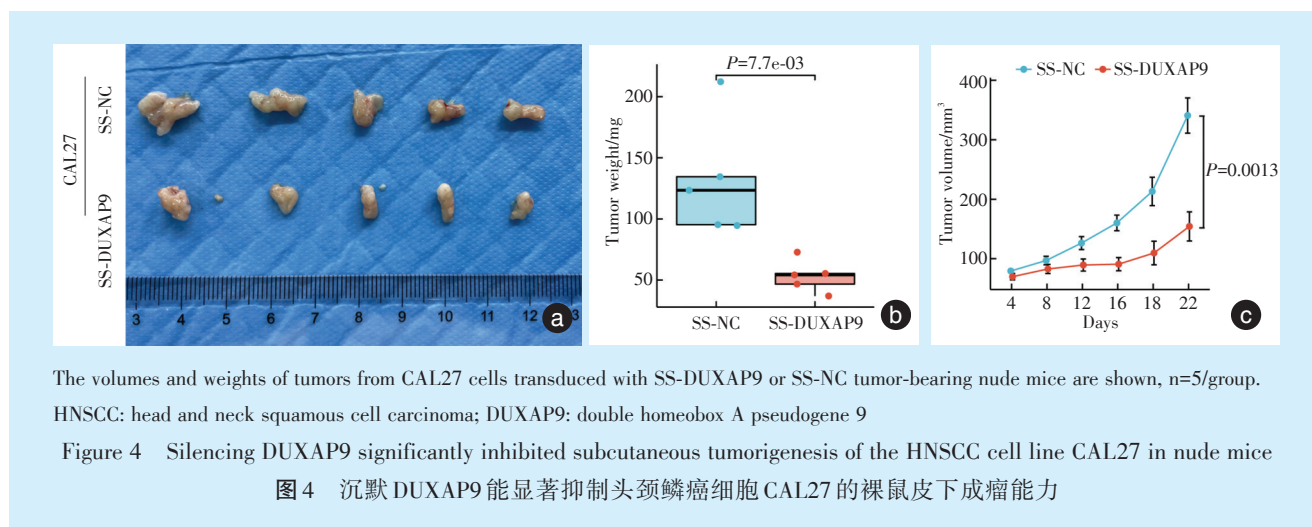 CAL27
SS-NC
SS-DUXAP9
3 4 5 6 7 8 9 10 11 12 3
a
P=7.7e-03
Tumor weight/mg
200
150
100
50
SS-NC SS-DUXAP9
b
SS-NC SS-DUXAP9
Tumor volume/mm³
400
300
200
100
P=0.0013
4 8 12 16 18 22
Days
c
The volumes and weights of tumors from CAL27 cells transduced with SS-DUXAP9 or SS-NC tumor-bearing nude mice are shown, n=5/group.
HNSCC: head and neck squamous cell carcinoma; DUXAP9: double homeobox A pseudogene 9
Figure 4 Silencing DUXAP9 significantly inhibited subcutaneous tumorigenesis of the HNSCC cell line CAL27 in nude mice
图4 沉默DUXAP9能显著抑制头颈鳞癌细胞CAL27的裸鼠皮下成瘤能力